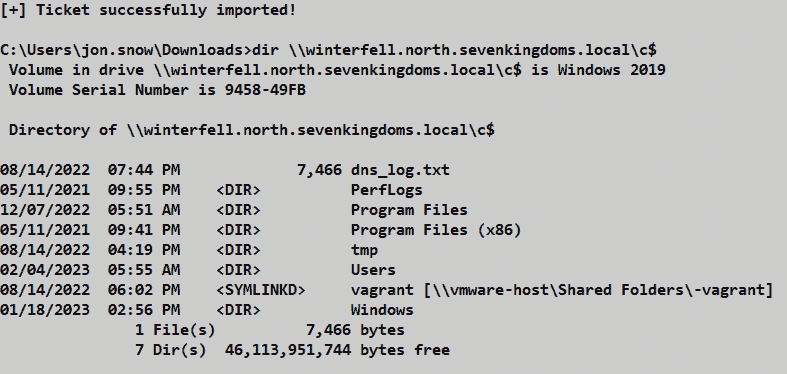 [+] Ticket successfully imported!
C:\Users\jon.snow\Downloads>dir \\winterfell.north.sevenkingdoms.local\c$
Volume in drive \\winterfell.north.sevenkingdoms.local\c$ is Windows 2019
Volume Serial Number is 9458-49FB
Directory of \\winterfell.north.sevenkingdoms.local\c$
08/14/2022  07:44 PM             7,466 dns_log.txt
05/11/2021  09:55 PM    <DIR>          PerfLogs
12/07/2022  05:51 AM    <DIR>          Program Files
05/11/2021  09:41 PM    <DIR>          Program Files (x86)
08/14/2022  04:19 PM    <DIR>          tmp
02/04/2023  05:55 AM    <DIR>          Users
08/14/2022  06:02 PM    <SYMLINKD>     vagrant [\\vmware-host\Shared Folders\-vagrant]
01/18/2023  02:56 PM    <DIR>          Windows
1 File(s)          7,466 bytes
7 Dir(s)  46,113,951,744 bytes free